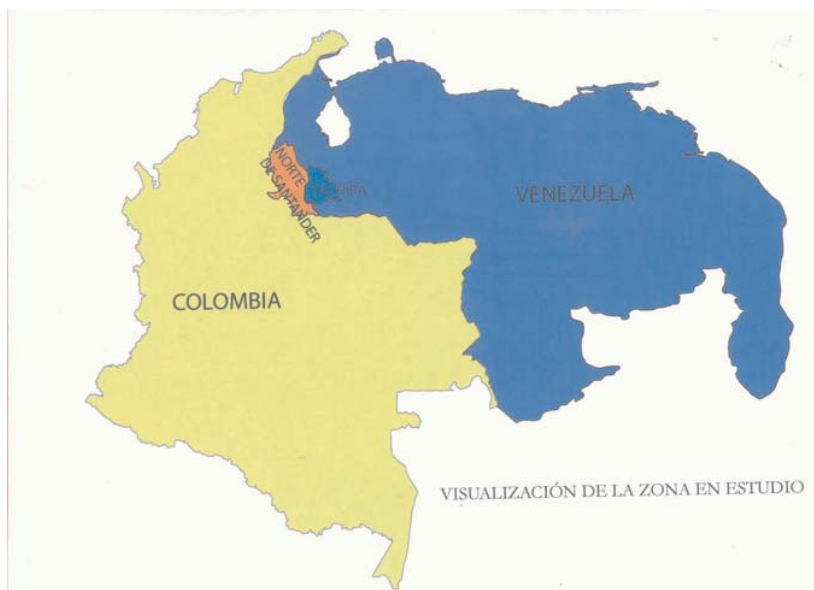 NORTE
DE SANTANDER
VENEZUELA
COLOMBIA
VISUALIZACIÓN DE LA ZONA EN ESTUDIO